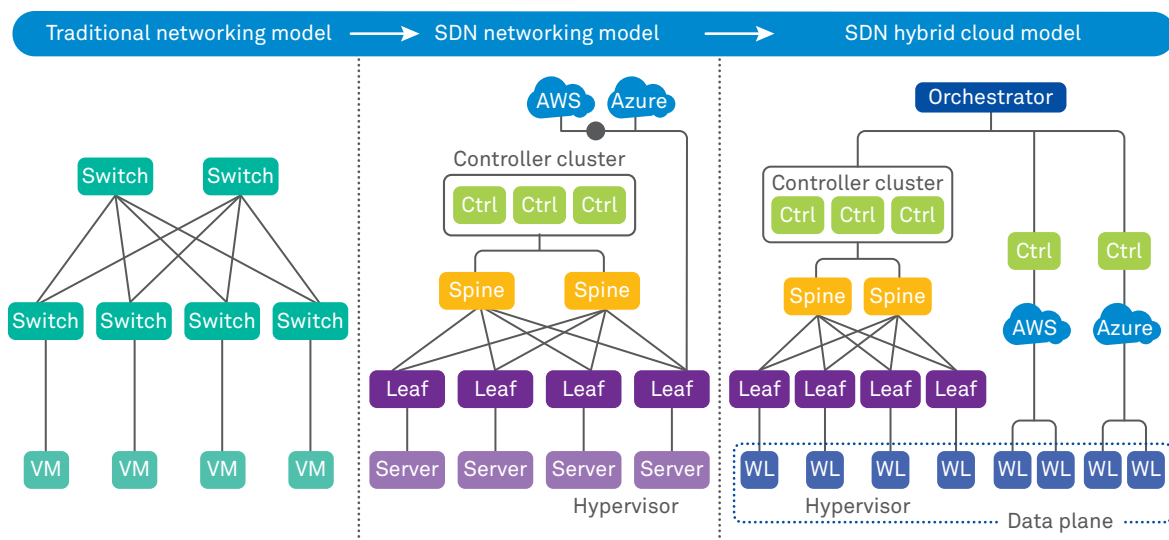 Traditional networking model
SDN networking model
SDN hybrid cloud model
Switch Switch
Switch Switch Switch Switch
VM VM VM VM
AWS Azure
Controller cluster
Ctrl Ctrl Ctrl
Spine Spine
Leaf Leaf Leaf Leaf
Server Server Server Server
Hypervisor
Orchestrator
Controller cluster
Ctrl Ctrl Ctrl
Ctrl Ctrl
Spine Spine
AWS Azure
Leaf Leaf Leaf Leaf
WL WL WL WL WL WL WL WL
Hypervisor
Data plane